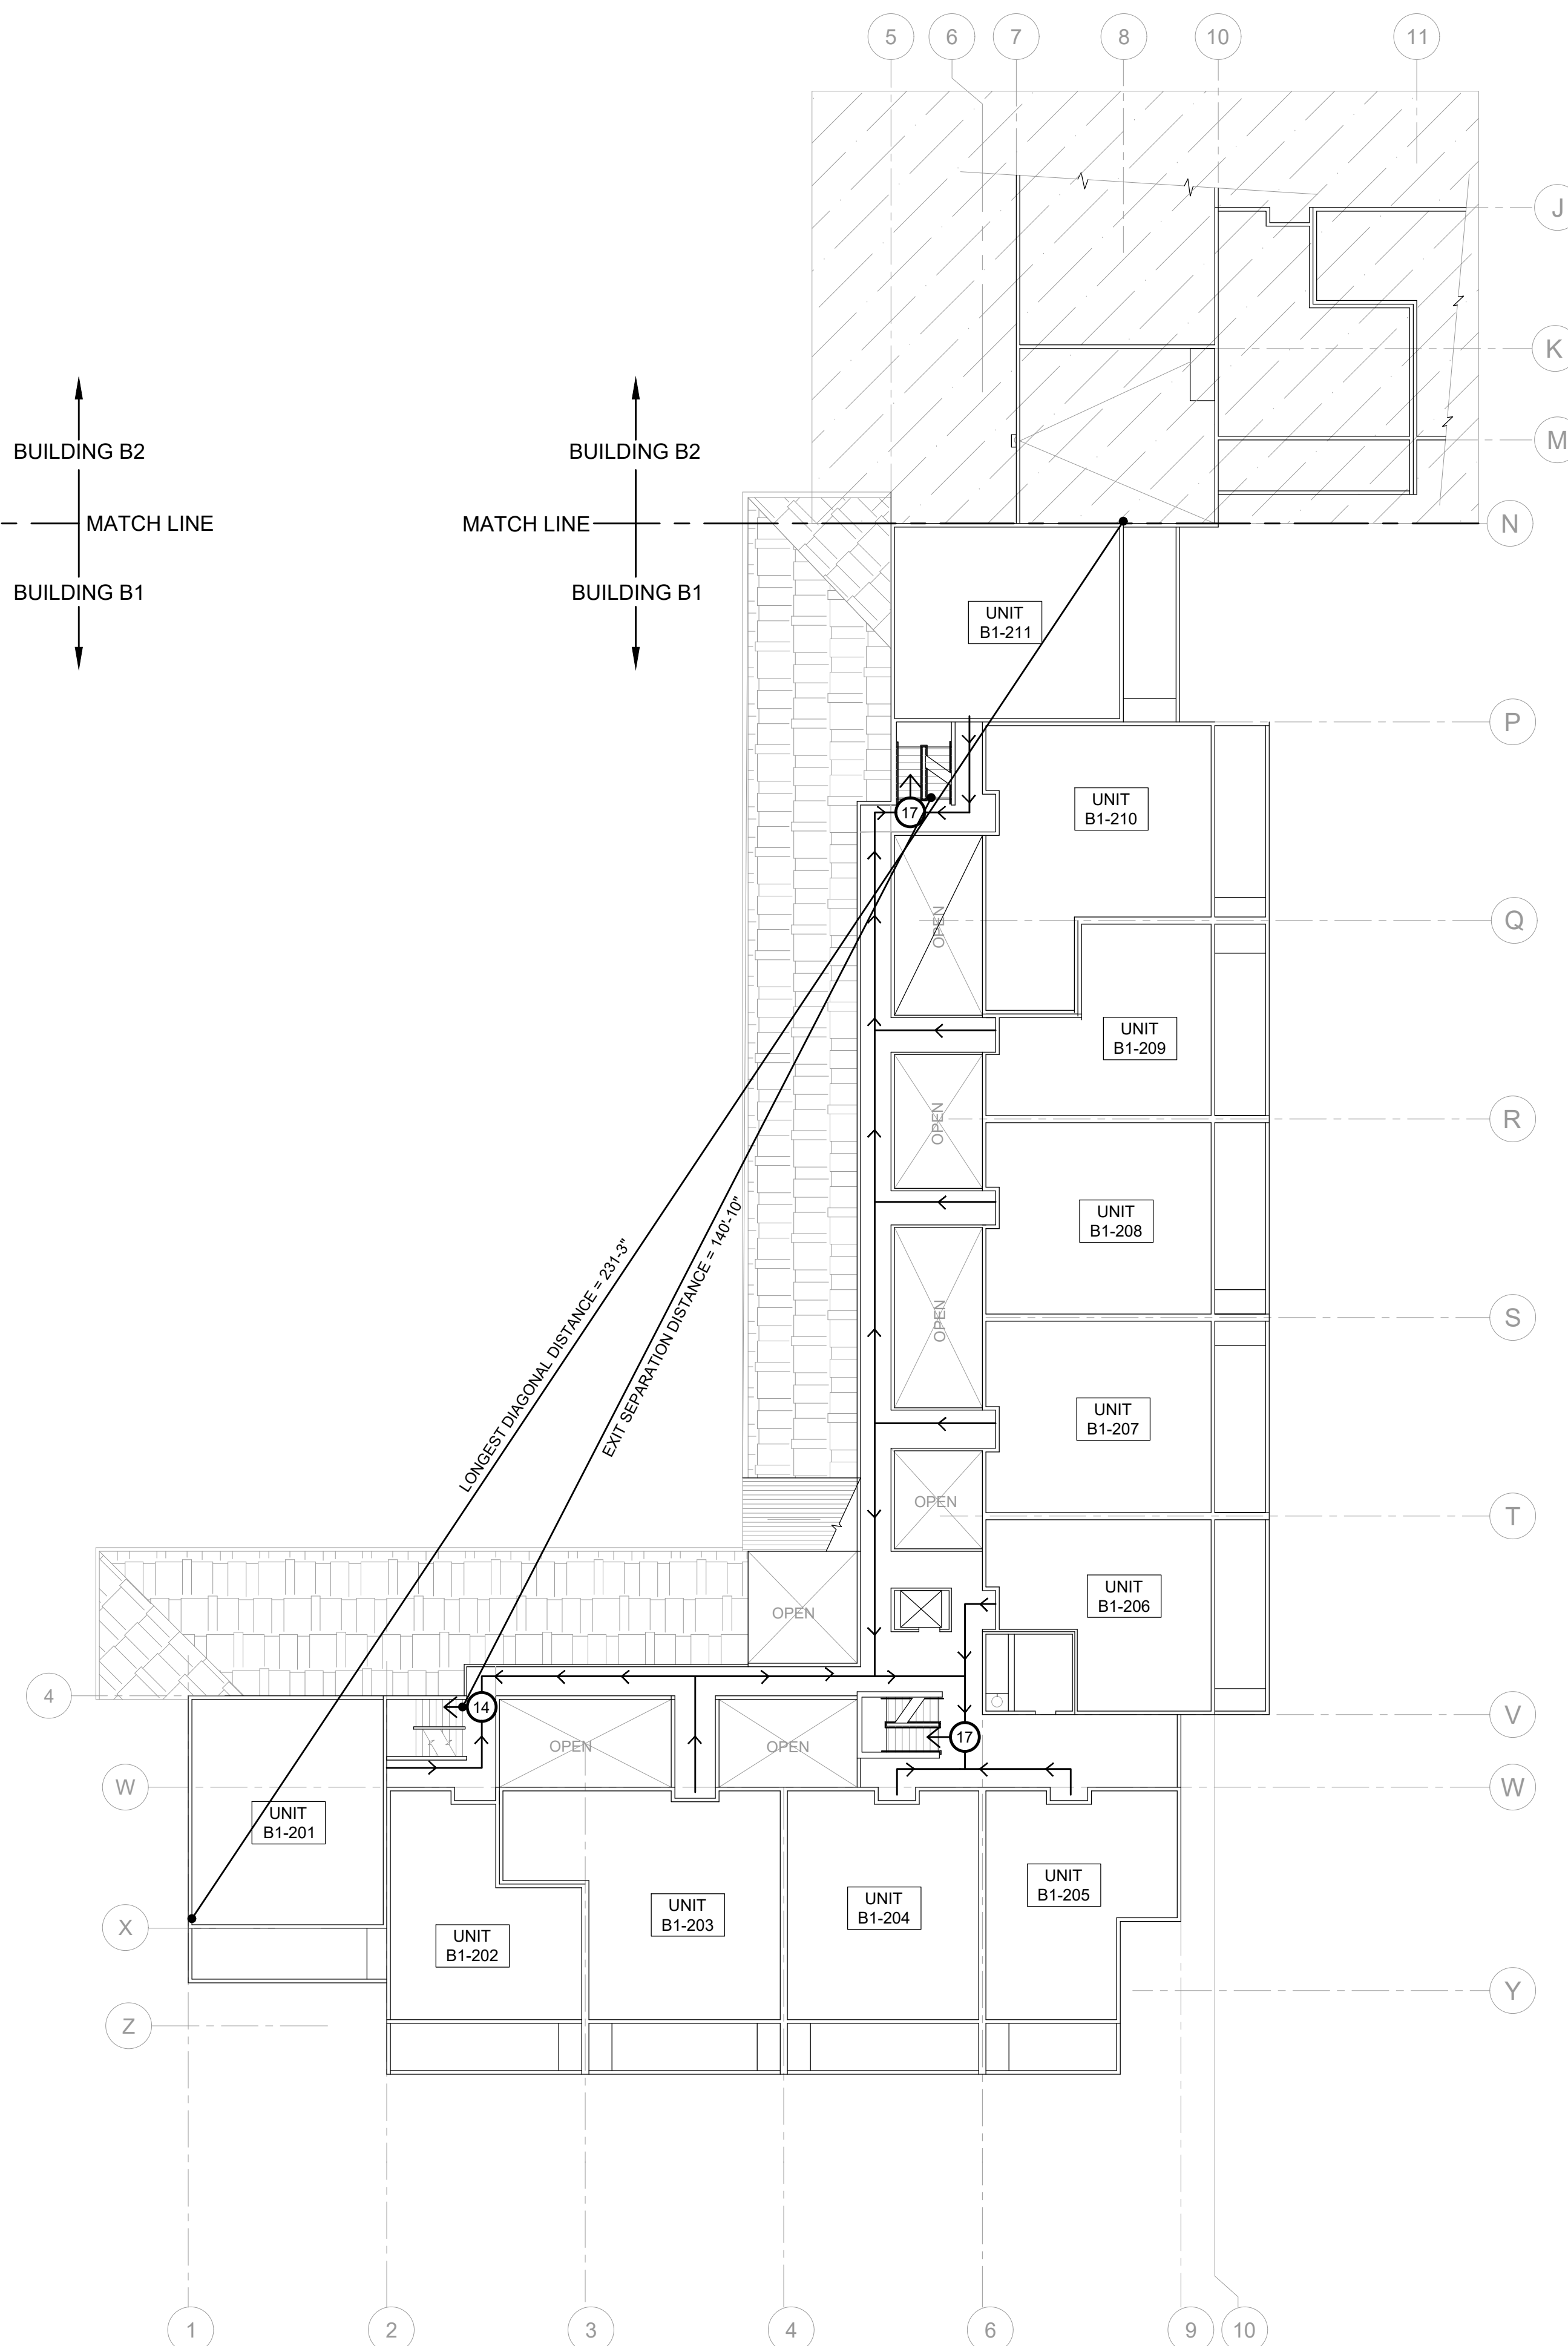 5
6
7
8
10
11
J
K
BUILDING B2
BUILDING B2
M
MATCH LINE
MATCH LINE
N
BUILDING B1
BUILDING B1
UNIT
B1-211
P
UNIT
B1-210
17
OPEN
Q
UNIT
B1-209
OPEN
R
UNIT
B1-208
LONGEST DIAGONAL DISTANCE = 231-3"
EXIT SEPARATION DISTANCE = 140'-10"
OPEN
S
UNIT
B1-207
OPEN
T
UNIT
B1-206
OPEN
4
14
OPEN
OPEN
17
V
W
W
UNIT
B1-201
UNIT
B1-205
UNIT
B1-204
UNIT
B1-203
X
UNIT
B1-202
Y
Z
1
2
3
4
6
9
10